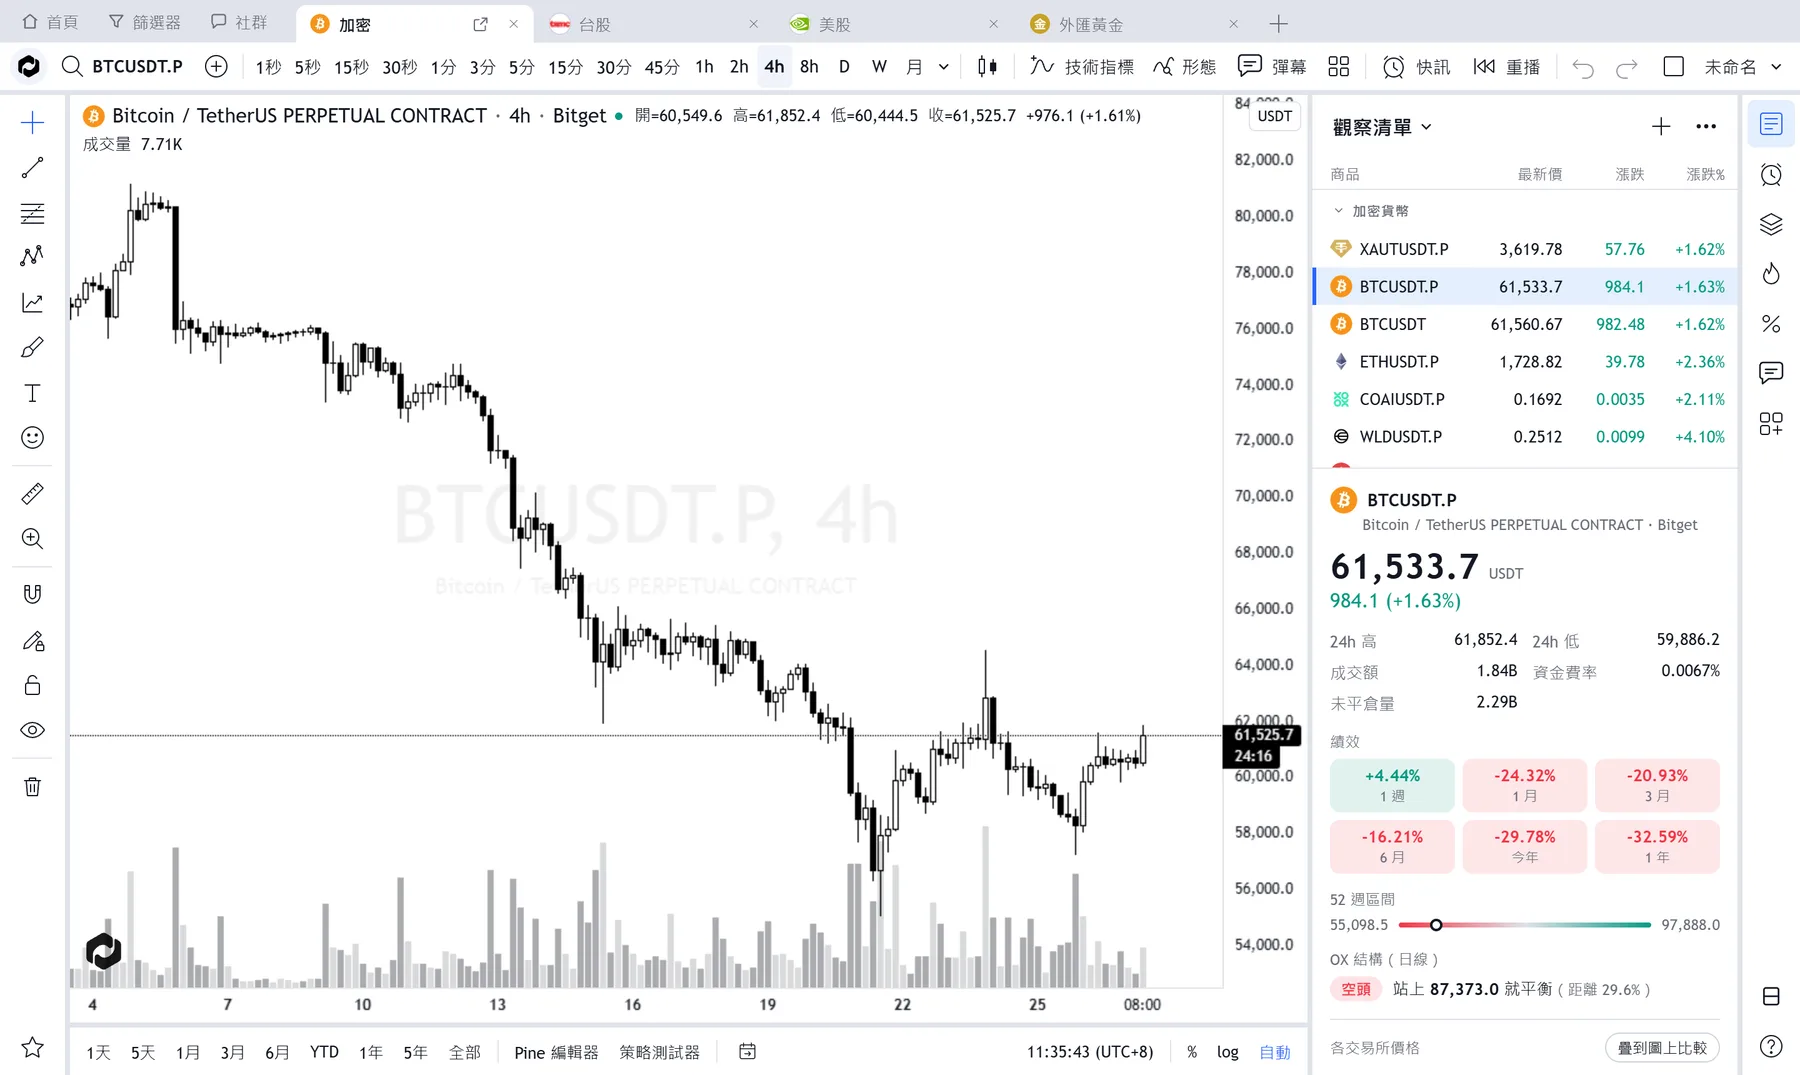 首頁 篩選器 社群 加密 台股 美股 外匯黃金
BTCUSDT.P 1秒 5秒 15秒 30秒 1分 3分 5分 15分 30分 45分 1h 2h 4h 8h D W 月 技術指標 形態 彈幕 快訊 重播 未命名
Bitcoin / TetherUS PERPETUAL CONTRACT · 4h · Bitget 開=60,549.6 高=61,852.4 低=60,444.5 收=61,525.7 +976.1 (+1.61%)
成交量 7.71K
BTCUSDT.P, 4h
Bitcoin / TetherUS PERPETUAL CONTRACT
84,000.0
USDT
82,000.0
80,000.0
78,000.0
76,000.0
74,000.0
72,000.0
70,000.0
68,000.0
66,000.0
64,000.0
62,000.0
61,525.7
24:16
60,000.0
58,000.0
56,000.0
54,000.0
4 7 10 13 16 19 22 25 08:00
1天 5天 1月 3月 6月 YTD 1年 5年 全部 Pine 編輯器 策略測試器 11:35:43 (UTC+8) % log 自動
觀察清單
商品 最新價 漲跌 漲跌%
加密貨幣
XAUTUSDT.P 3,619.78 57.76 +1.62%
BTCUSDT.P 61,533.7 984.1 +1.63%
BTCUSDT 61,560.67 982.48 +1.62%
ETHUSDT.P 1,728.82 39.78 +2.36%
COAIUSDT.P 0.1692 0.0035 +2.11%
WLDUSDT.P 0.2512 0.0099 +4.10%
BTCUSDT.P
Bitcoin / TetherUS PERPETUAL CONTRACT · Bitget
61,533.7 USDT
984.1 (+1.63%)
24h 高 61,852.4 24h 低 59,886.2
成交額 1.84B 資金費率 0.0067%
未平倉量 2.29B
績效
+4.44% -24.32% -20.93%
1 週 1 月 3 月
-16.21% -29.78% -32.59%
6 月 今年 1 年
52 週區間
55,098.5 97,888.0
OX 結構 ( 日線 )
空頭 站上 87,373.0 就平衡 ( 距離 29.6% )
各交易所價格 疊到圖上比較